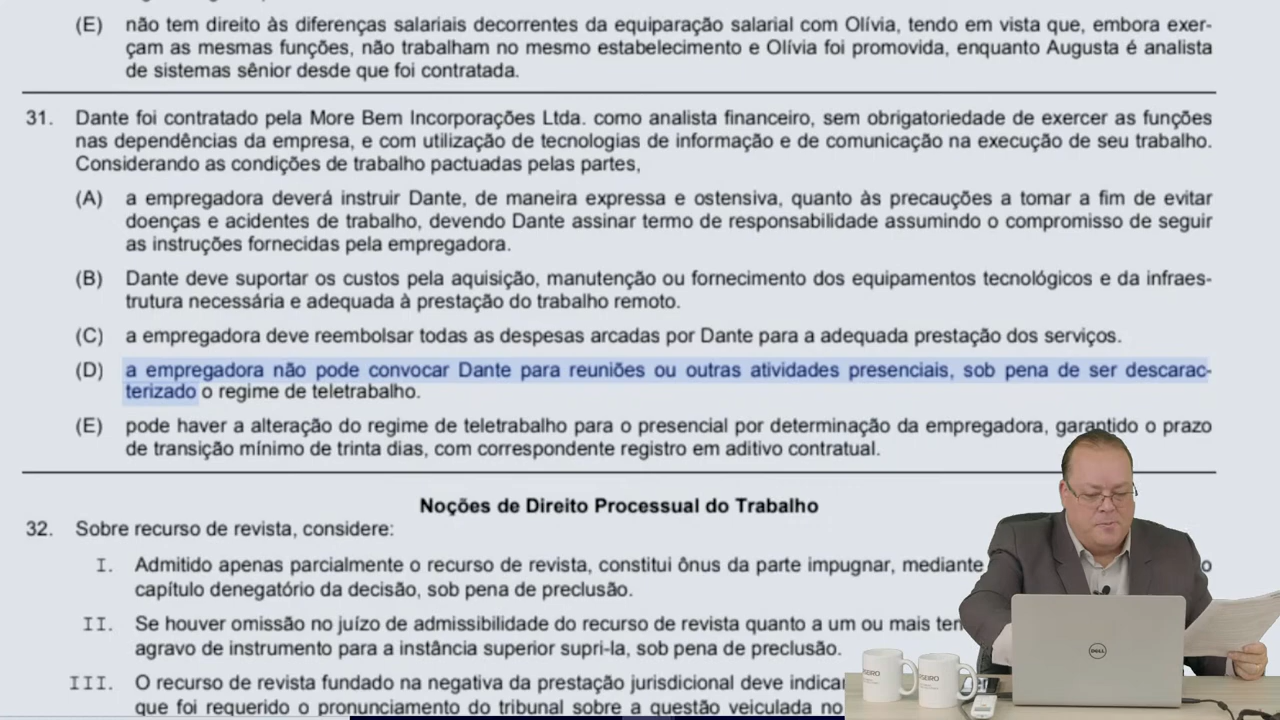 (E) não tem direito às diferenças salariais decorrentes da equiparação salarial com Olívia, tendo em vista que, embora exer-
çam as mesmas funções, não trabalham no mesmo estabelecimento e Olívia foi promovida, enquanto Augusta é analista
de sistemas sênior desde que foi contratada.
31. Dante foi contratado pela More Bem Incorporações Ltda. como analista financeiro, sem obrigatoriedade de exercer as funções
nas dependências da empresa, e com utilização de tecnologias de informação e de comunicação na execução de seu trabalho.
Considerando as condições de trabalho pactuadas pelas partes,
(A) a empregadora deverá instruir Dante, de maneira expressa e ostensiva, quanto às precauções a tomar a fim de evitar
doenças e acidentes de trabalho, devendo Dante assinar termo de responsabilidade assumindo o compromisso de seguir
as instruções fornecidas pela empregadora.
(B) Dante deve suportar os custos pela aquisição, manutenção ou fornecimento dos equipamentos tecnológicos e da infraes-
trutura necessária e adequada à prestação do trabalho remoto.
(C) a empregadora deve reembolsar todas as despesas arcadas por Dante para a adequada prestação dos serviços.
(D) a empregadora não pode convocar Dante para reuniões ou outras atividades presenciais, sob pena de ser descarac-
terizado o regime de teletrabalho.
(E) pode haver a alteração do regime de teletrabalho para o presencial por determinação da empregadora, garantido o prazo
de transição mínimo de trinta dias, com correspondente registro em aditivo contratual.
Noções de Direito Processual do Trabalho
32. Sobre recurso de revista, considere:
I. Admitido apenas parcialmente o recurso de revista, constitui ônus da parte impugnar, mediante o
capítulo denegatório da decisão, sob pena de preclusão.
II. Se houver omissão no juízo de admissibilidade do recurso de revista quanto a um ou mais
agravo de instrumento para a instância superior supri-la, sob pena de preclusão.
III. O recurso de revista fundado na negativa da prestação jurisdicional deve
que foi requerido o pronunciamento do tribunal sobre a questão veiculada no
DELL